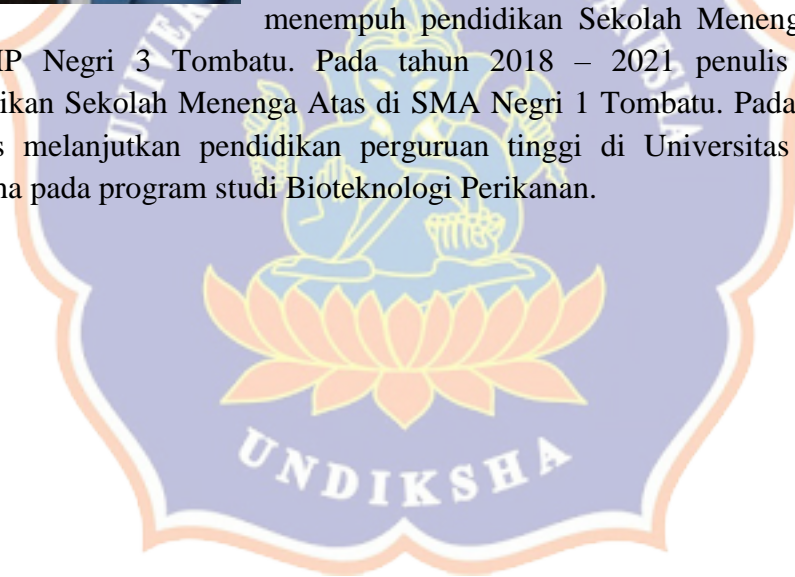 menempuh pendidikan Sekolah Meneng
IP Negri 3 Tombatu. Pada tahun 2018 – 2021 penulis
ikan Sekolah Menenga Atas di SMA Negri 1 Tombatu. Pada
s melanjutkan pendidikan perguruan tinggi di Universitas
na pada program studi Bioteknologi Perikanan.
UNDIKSHA